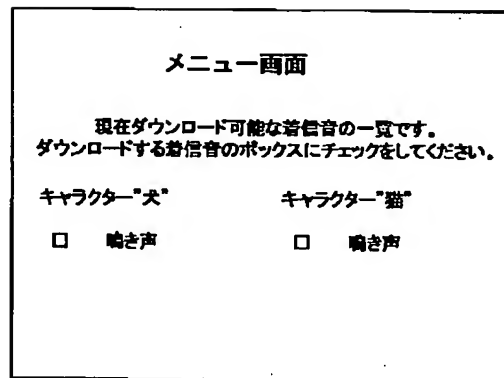 メニュー画面
現在ダウンロード可能な着信音の一覧です。
ダウンロードする着信音のボックスにチェックをしてください。
キャラクター"犬" キャラクター"猫"
□ 鳴き声 □ 鳴き声